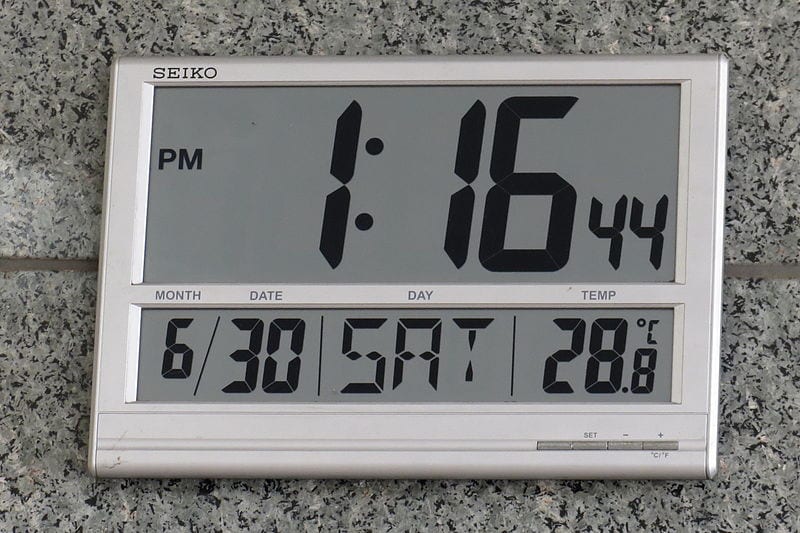 SEIKO
PM 1:16 44
MONTH DATE DAY TEMP
6/30 SAT 28.8 °C
SET - +
°C/°F